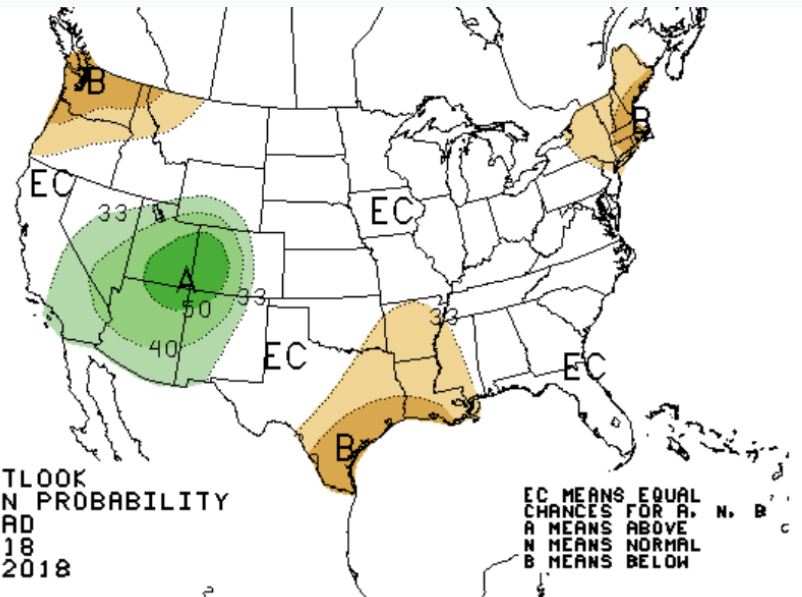 B
B
EC
33
EC
A
50
33
33
40
EC
EC
B
TLOOK
N PROBABILITY
AD
18
2018
EC MEANS EQUAL
CHANCES FOR A, N, B
A MEANS ABOVE
N MEANS NORMAL
B MEANS BELOW